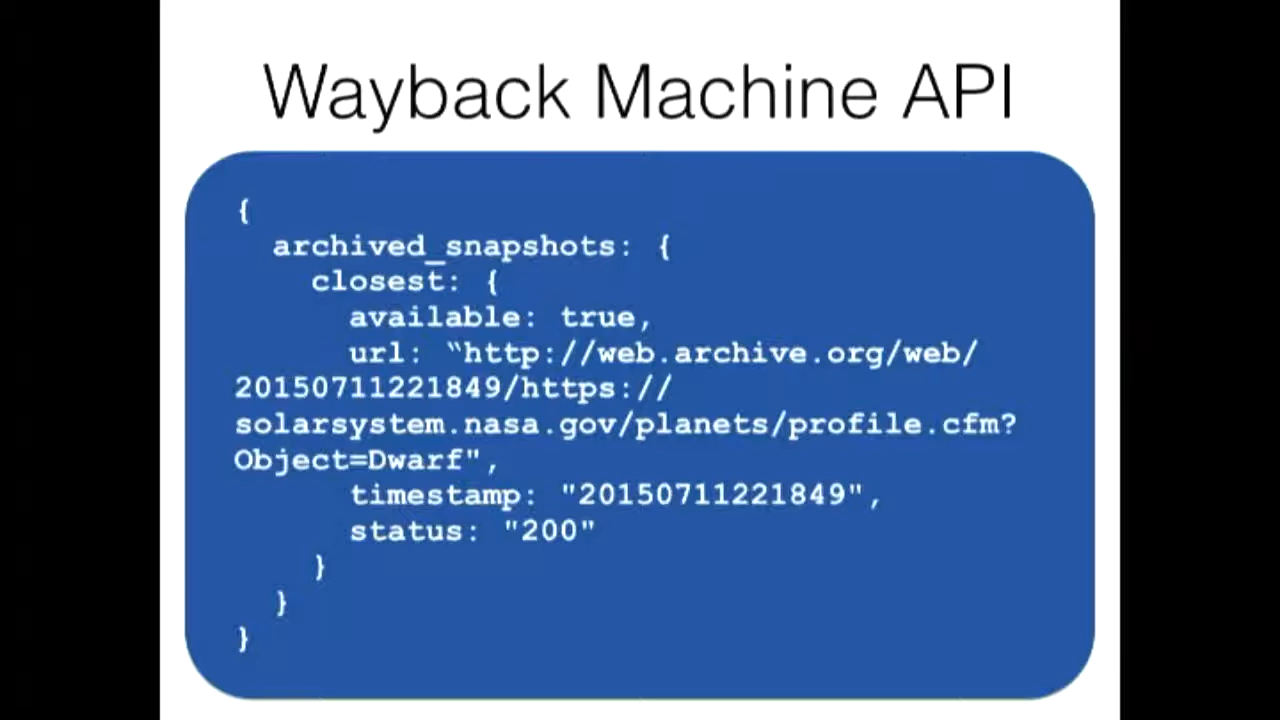 Wayback Machine API
{
archived_snapshots: {
closest: {
available: true,
url: “http://web.archive.org/web/
20150711221849/https://
solarsystem.nasa.gov/planets/profile.cfm?
Object=Dwarf",
timestamp: "20150711221849",
status: "200"
}
}
}